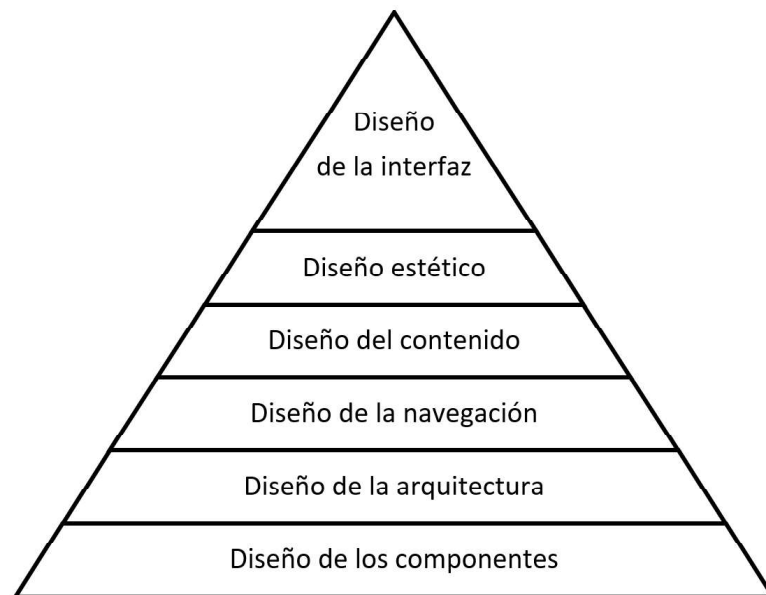 Diseño
de la interfaz
Diseño estético
Diseño del contenido
Diseño de la navegación
Diseño de la arquitectura
Diseño de los componentes